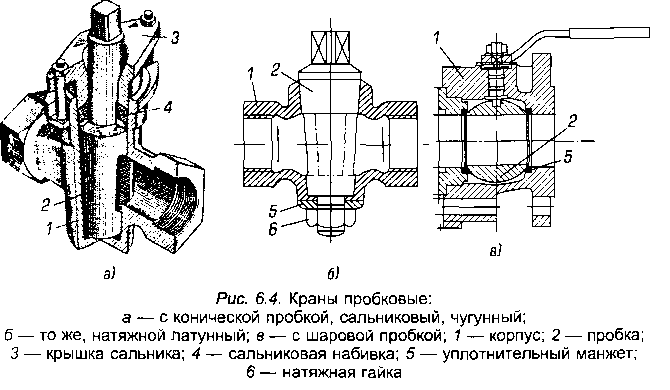 3
4
2
1
а)
1
2
5
6
б)
1
2
5
в)
Рис. 6.4. Краны пробковые:
а — с конической пробкой, сальниковый, чугунный;
б — то же, натяжной латунный; в — с шаровой пробкой; 1 — корпус; 2 — пробка;
3 — крышка сальника; 4 — сальниковая набивка; 5 — уплотнительный манжет;
6 — натяжная гайка